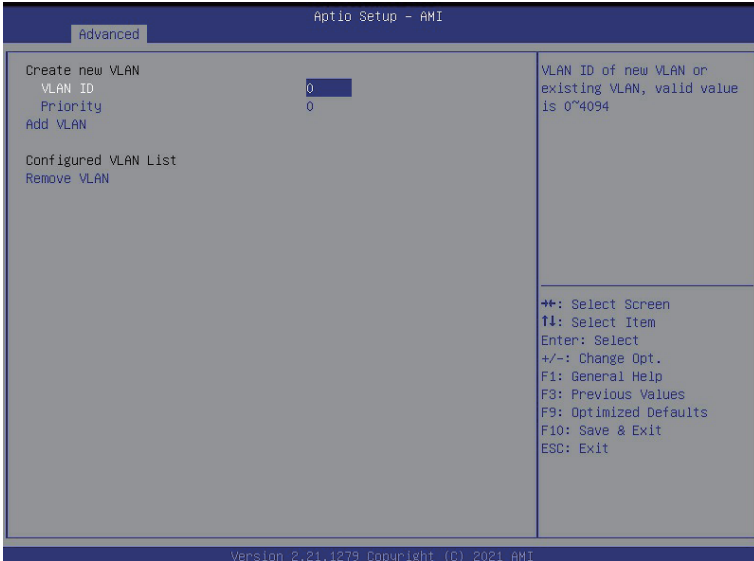 Aptio Setup – AMI
Advanced
Create new VLAN
VLAN ID 0
Priority 0
Add VLAN
Configured VLAN List
Remove VLAN
VLAN ID of new VLAN or
existing VLAN, valid value
is 0~4094
→←: Select Screen
↑↓: Select Item
Enter: Select
+/-: Change Opt.
F1: General Help
F3: Previous Values
F9: Optimized Defaults
F10: Save & Exit
ESC: Exit
Version 2.21.1279 Copyright (C) 2021 AMI